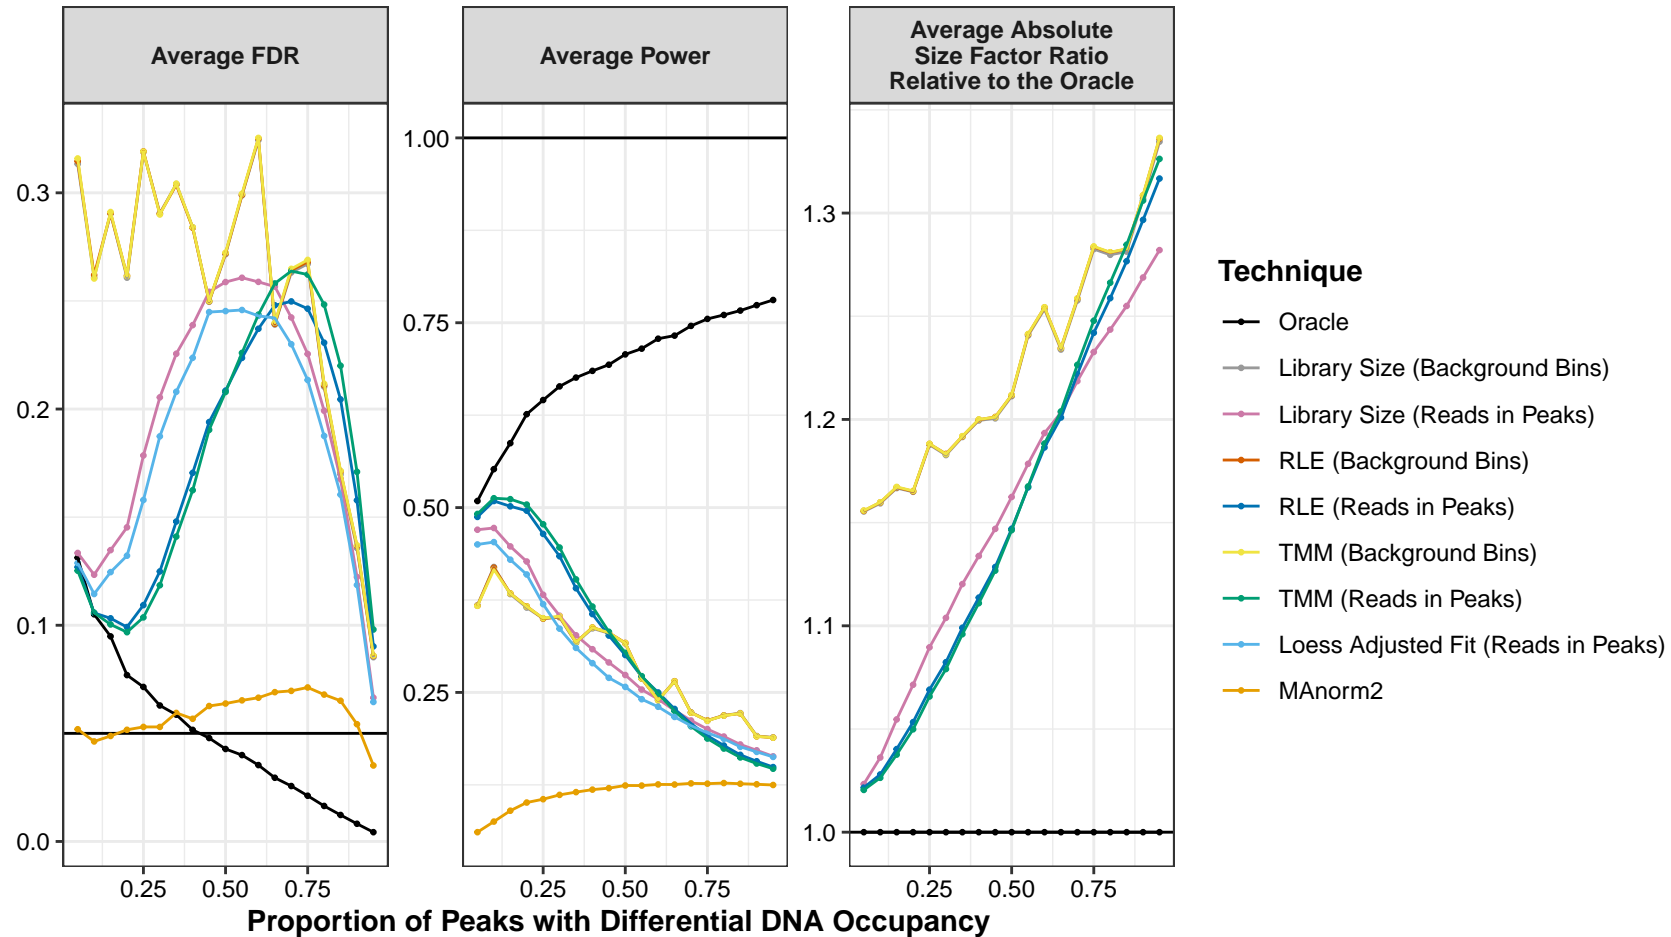 Average FDR
Average Power
Average Absolute
Size Factor Ratio
Relative to the Oracle
0.3
0.2
0.1
0.0
1.00
0.75
0.50
0.25
1.3
1.2
1.1
1.0
0.25 0.50 0.75
0.25 0.50 0.75
0.25 0.50 0.75
Proportion of Peaks with Differential DNA Occupancy
Technique
Oracle
Library Size (Background Bins)
Library Size (Reads in Peaks)
RLE (Background Bins)
RLE (Reads in Peaks)
TMM (Background Bins)
TMM (Reads in Peaks)
Loess Adjusted Fit (Reads in Peaks)
MAnorm2